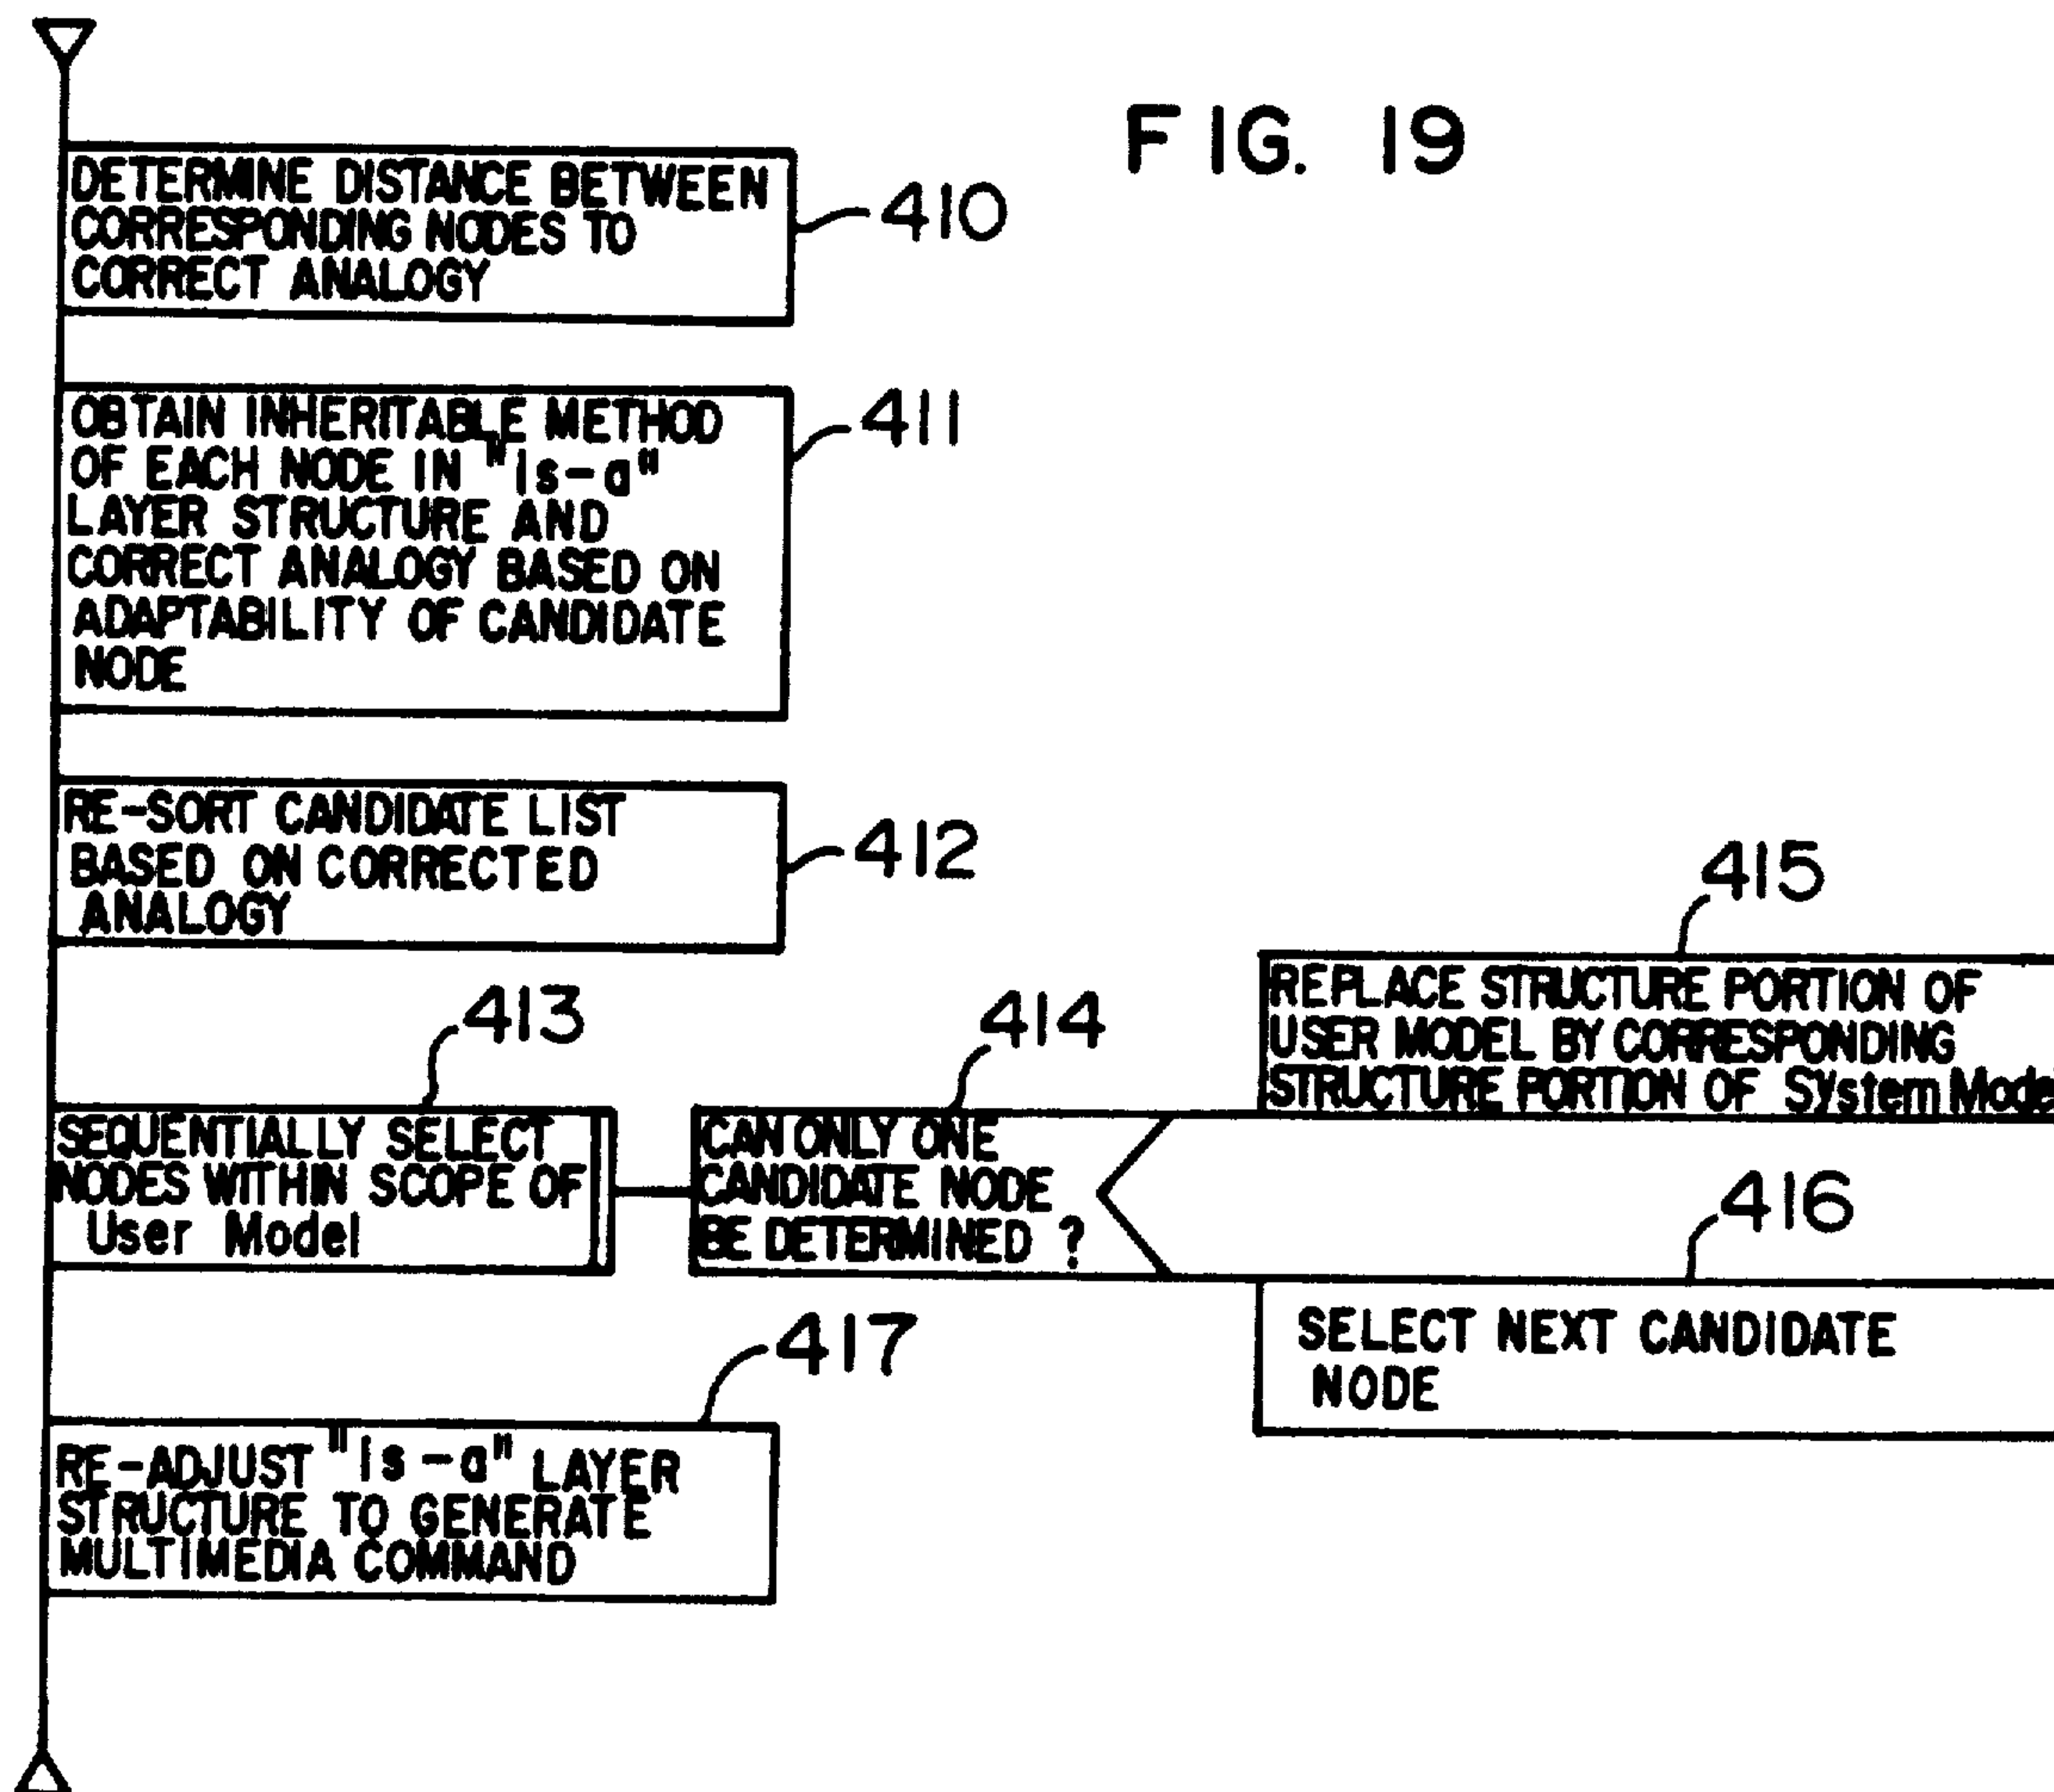 FIG. 19
DETERMINE DISTANCE BETWEEN
CORRESPONDING NODES TO
CORRECT ANALOGY
410
OBTAIN INHERITABLE METHOD
OF EACH NODE IN "is-a"
LAYER STRUCTURE AND
CORRECT ANALOGY BASED ON
ADAPTABILITY OF CANDIDATE
NODE
411
RE-SORT CANDIDATE LIST
BASED ON CORRECTED
ANALOGY
412
413
SEQUENTIALLY SELECT
NODES WITHIN SCOPE OF
User Model
414
CAN ONLY ONE
CANDIDATE NODE
BE DETERMINED ?
415
REPLACE STRUCTURE PORTION OF
USER MODEL BY CORRESPONDING
STRUCTURE PORTION OF System Model
416
SELECT NEXT CANDIDATE
NODE
417
RE-ADJUST "is-a" LAYER
STRUCTURE TO GENERATE
MULTIMEDIA COMMAND